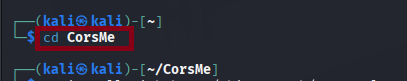 ┌──(kali㉿kali)-[~]
└─$ cd CorsMe
┌──(kali㉿kali)-[~/CorsMe]